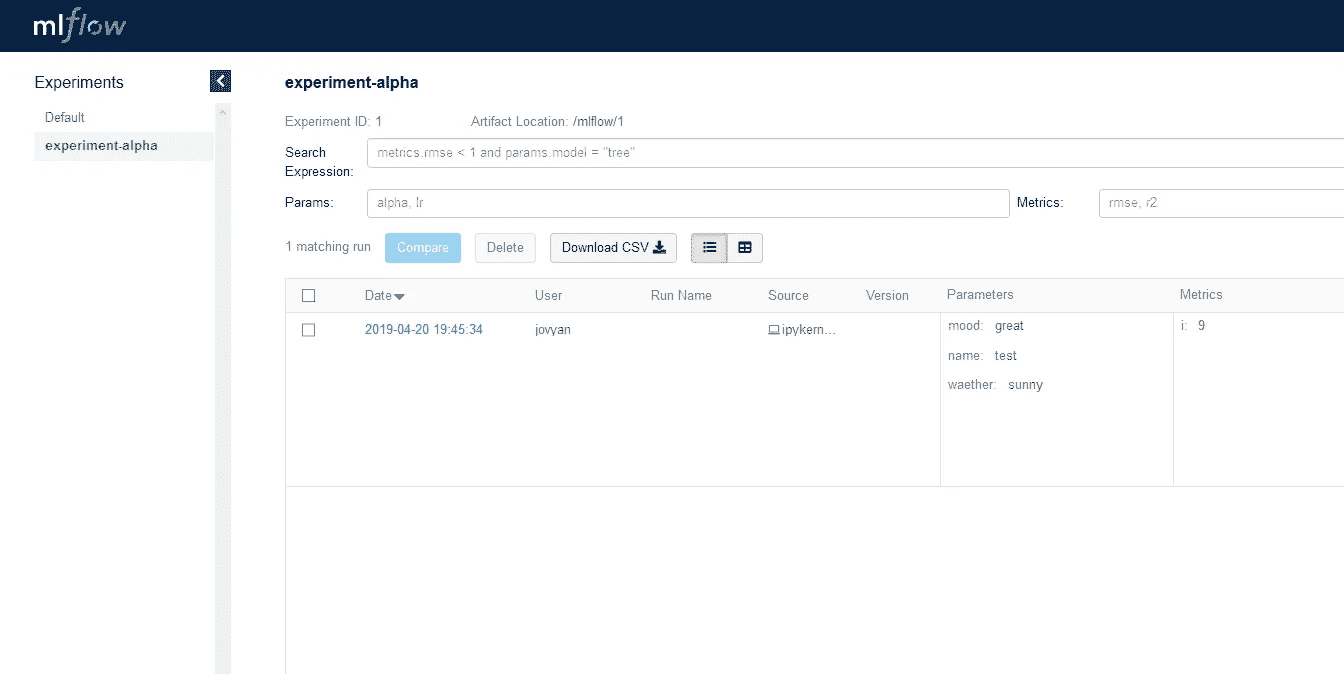 mlflow
Experiments
Default
experiment-alpha
experiment-alpha
Experiment ID: 1 Artifact Location: /mlflow/1
Search Expression: metrics.rmse < 1 and params.model = "tree"
Params: alpha, lr Metrics: rmse, r2
1 matching run Compare Delete Download CSV
Date User Run Name Source Version Parameters Metrics
2019-04-20 19:45:34 jovyan ipykern... mood: great i: 9
name: test
waether: sunny